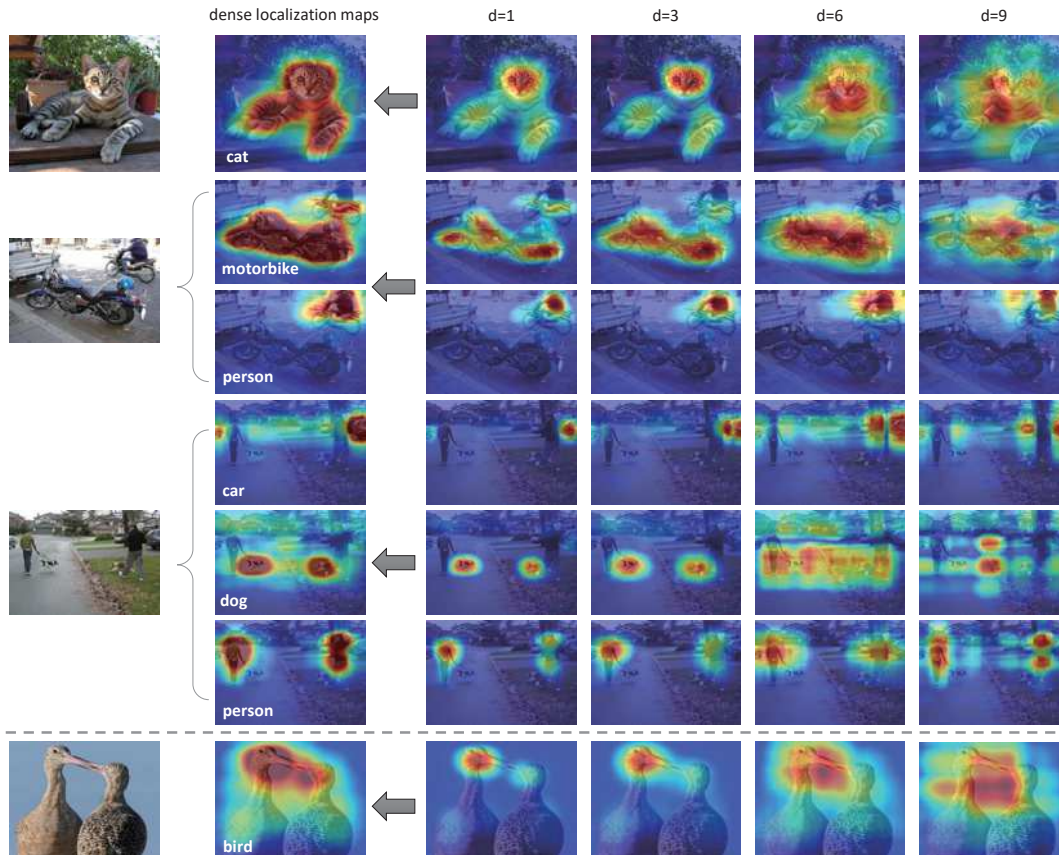 dense localization maps d=1 d=3 d=6 d=9
cat
motorbike
person
car
dog
person
bird